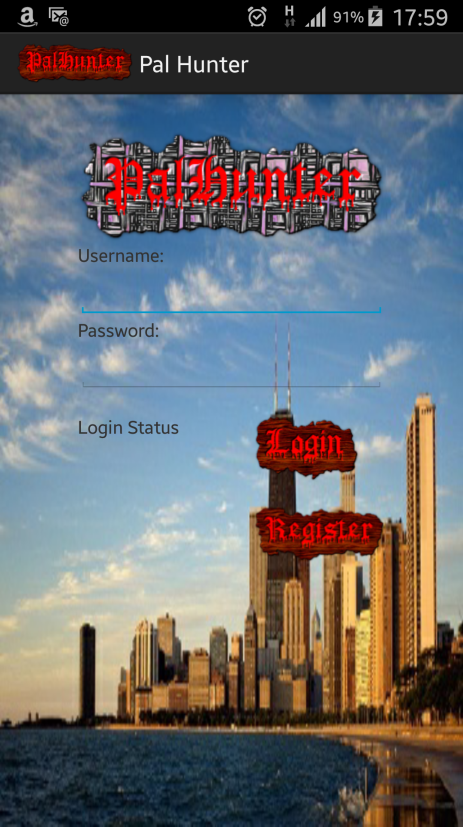 91% 17:59
PalHunter Pal Hunter
PalHunter
Username:
Password:
Login Status
Login
Register